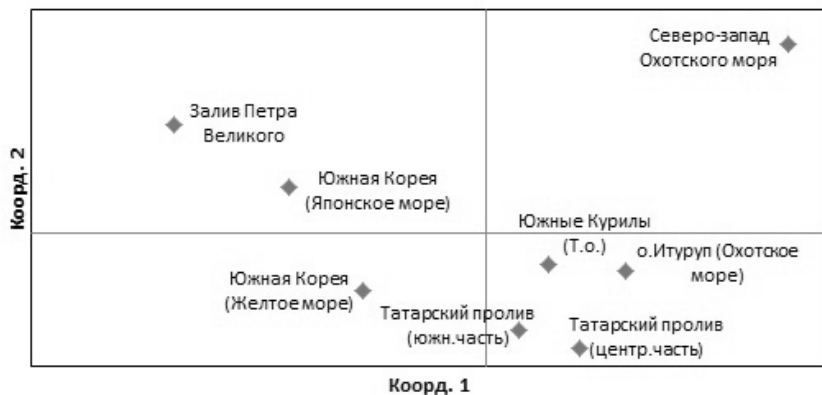 Северо-запад
Охотского моря
Залив Петра
Великого
Южная Корея
(Японское море)
Южные Курилы
(Т.о.)
о.Итуруп (Охотское
море)
Южная Корея
(Желтое море)
Татарский пролив
(южн.часть)
Татарский пролив
(центр.часть)
Коорд. 2
Коорд. 1